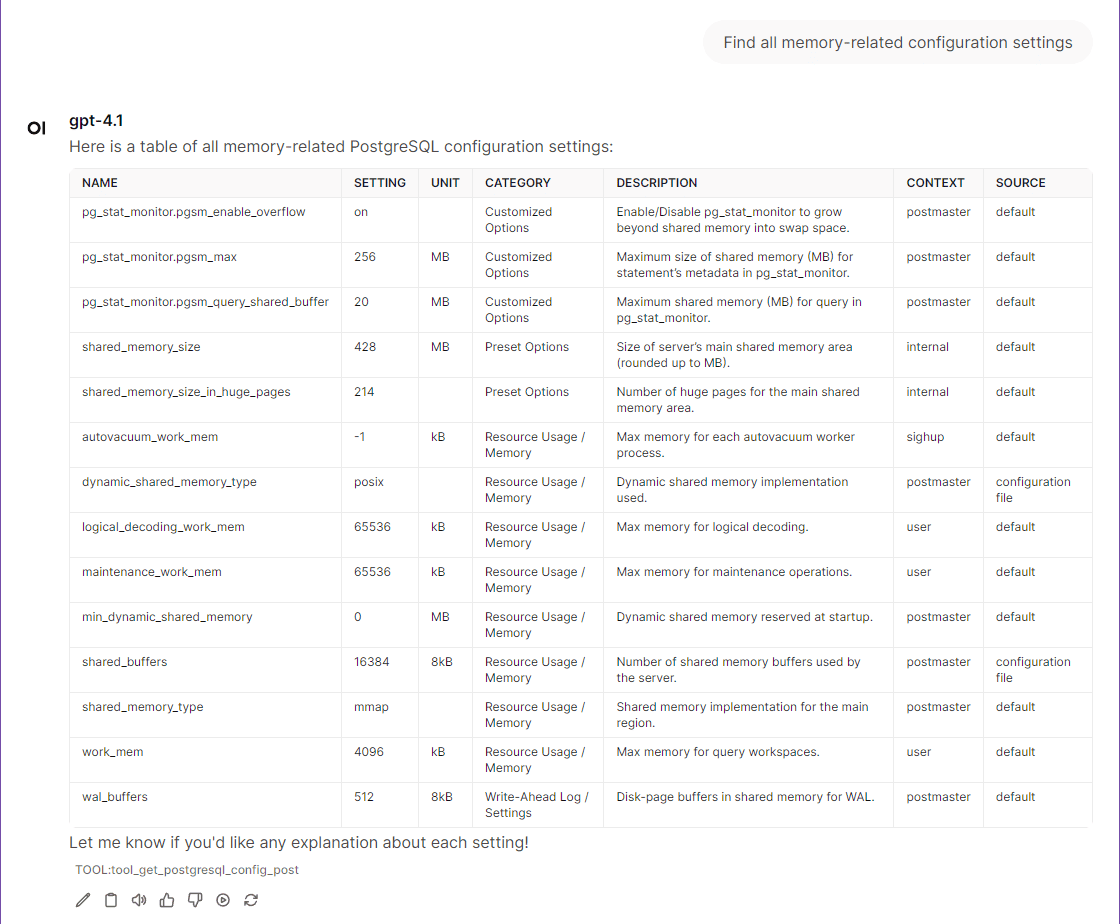 Find all memory-related configuration settings
OI
gpt-4.1
Here is a table of all memory-related PostgreSQL configuration settings:
NAME SETTING UNIT CATEGORY DESCRIPTION CONTEXT SOURCE
pg_stat_monitor.pgsm_enable_overflow on Customized Options Enable/Disable pg_stat_monitor to grow beyond shared memory into swap space. postmaster default
pg_stat_monitor.pgsm_max 256 MB Customized Options Maximum size of shared memory (MB) for statement's metadata in pg_stat_monitor. postmaster default
pg_stat_monitor.pgsm_query_shared_buffer 20 MB Customized Options Maximum shared memory (MB) for query in pg_stat_monitor. postmaster default
shared_memory_size 428 MB Preset Options Size of server's main shared memory area (rounded up to MB). internal default
shared_memory_size_in_huge_pages 214 Preset Options Number of huge pages for the main shared memory area. internal default
autovacuum_work_mem -1 kB Resource Usage / Memory Max memory for each autovacuum worker process. sighup default
dynamic_shared_memory_type posix Resource Usage / Memory Dynamic shared memory implementation used. postmaster configuration file
logical_decoding_work_mem 65536 kB Resource Usage / Memory Max memory for logical decoding. user default
maintenance_work_mem 65536 kB Resource Usage / Memory Max memory for maintenance operations. user default
min_dynamic_shared_memory 0 MB Resource Usage / Memory Dynamic shared memory reserved at startup. postmaster default
shared_buffers 16384 8kB Resource Usage / Memory Number of shared memory buffers used by the server. postmaster configuration file
shared_memory_type mmap Resource Usage / Memory Shared memory implementation for the main region. postmaster default
work_mem 4096 kB Resource Usage / Memory Max memory for query workspaces. user default
wal_buffers 512 8kB Write-Ahead Log / Settings Disk-page buffers in shared memory for WAL. postmaster default
Let me know if you'd like any explanation about each setting!
TOOL:tool_get_postgresql_config_post